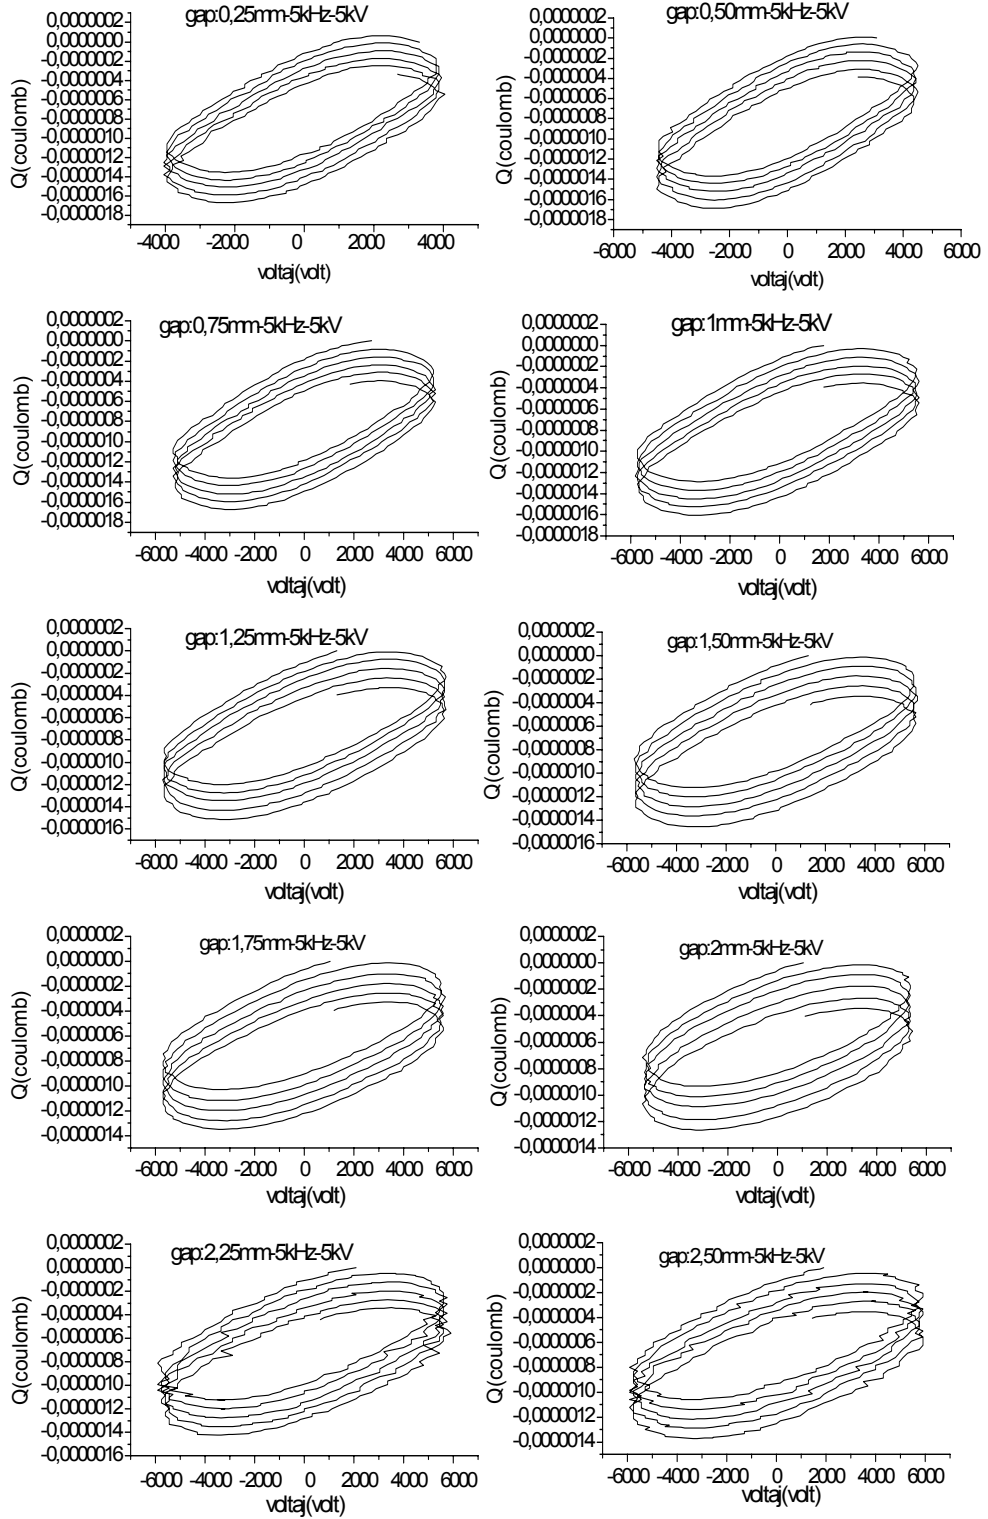 gap:0,25mm-5kHz-5kV
0,0000002
0,0000000
-0,0000002
-0,0000004
-0,0000006
-0,0000008
-0,0000010
-0,0000012
-0,0000014
-0,0000016
-0,0000018
Q(coulomb)
-4000 -2000 0 2000 4000
voltaj(volt)
gap:0,50mm-5kHz-5kV
0,0000002
0,0000000
-0,0000002
-0,0000004
-0,0000006
-0,0000008
-0,0000010
-0,0000012
-0,0000014
-0,0000016
-0,0000018
Q(coulomb)
-6000 -4000 -2000 0 2000 4000 6000
voltaj(volt)
gap:0,75mm-5kHz-5kV
0,0000002
0,0000000
-0,0000002
-0,0000004
-0,0000006
-0,0000008
-0,0000010
-0,0000012
-0,0000014
-0,0000016
-0,0000018
Q(coulomb)
-6000 -4000 -2000 0 2000 4000 6000
voltaj(volt)
gap:1mm-5kHz-5kV
0,0000002
0,0000000
-0,0000002
-0,0000004
-0,0000006
-0,0000008
-0,0000010
-0,0000012
-0,0000014
-0,0000016
-0,0000018
Q(coulomb)
-6000 -4000 -2000 0 2000 4000 6000
voltaj(volt)
gap:1,25mm-5kHz-5kV
0,0000002
0,0000000
-0,0000002
-0,0000004
-0,0000006
-0,0000008
-0,0000010
-0,0000012
-0,0000014
-0,0000016
Q(coulomb)
-6000 -4000 -2000 0 2000 4000 6000
voltaj(volt)
gap:1,50mm-5kHz-5kV
0,0000002
0,0000000
-0,0000002
-0,0000004
-0,0000006
-0,0000008
-0,0000010
-0,0000012
-0,0000014
-0,0000016
Q(coulomb)
-6000 -4000 -2000 0 2000 4000 6000
voltaj(volt)
gap:1,75mm-5kHz-5kV
0,0000002
0,0000000
-0,0000002
-0,0000004
-0,0000006
-0,0000008
-0,0000010
-0,0000012
-0,0000014
Q(coulomb)
-6000 -4000 -2000 0 2000 4000 6000
voltaj(volt)
gap:2mm-5kHz-5kV
0,0000002
0,0000000
-0,0000002
-0,0000004
-0,0000006
-0,0000008
-0,0000010
-0,0000012
-0,0000014
Q(coulomb)
-6000 -4000 -2000 0 2000 4000 6000
voltaj(volt)
gap:2,25mm-5kHz-5kV
0,0000002
0,0000000
-0,0000002
-0,0000004
-0,0000006
-0,0000008
-0,0000010
-0,0000012
-0,0000014
-0,0000016
Q(coulomb)
-6000 -4000 -2000 0 2000 4000 6000
voltaj(volt)
gap:2,50mm-5kHz-5kV
0,0000002
0,0000000
-0,0000002
-0,0000004
-0,0000006
-0,0000008
-0,0000010
-0,0000012
-0,0000014
Q(coulomb)
-6000 -4000 -2000 0 2000 4000 6000
voltaj(volt)